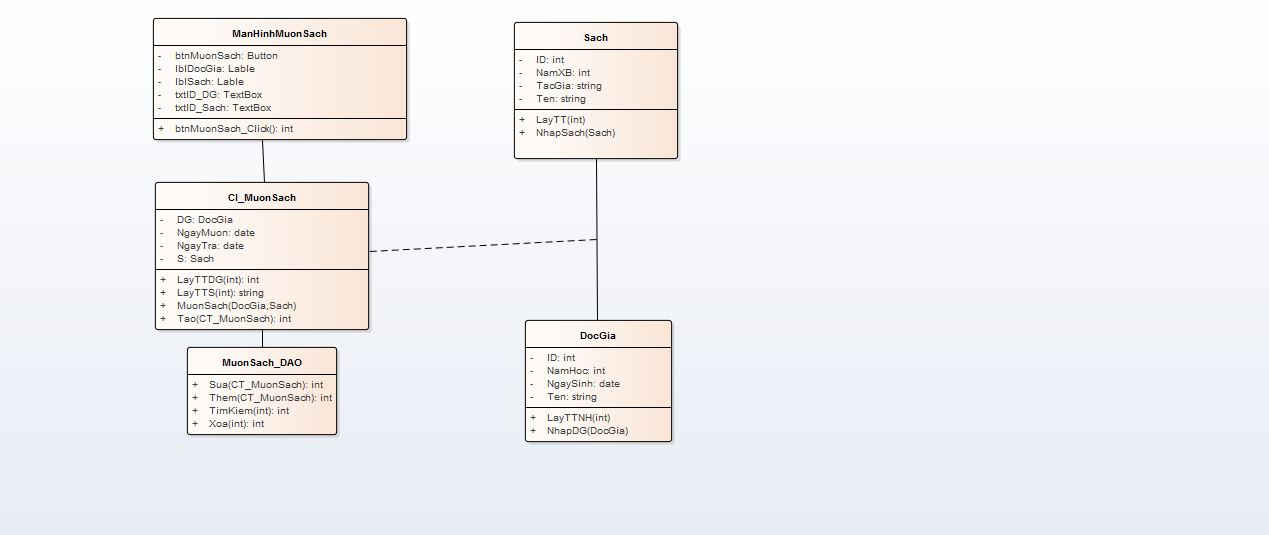 ManHinhMuonSach
- btnMuonSach: Button
- lblDocGia: Lable
- lblSach: Lable
- txtID_DG: TextBox
- txtID_Sach: TextBox
+ btnMuonSach_Click(): int
Sach
- ID: int
- NamXB: int
- TacGia: string
- Ten: string
+ LayTT(int)
+ NhapSach(Sach)
CI_MuonSach
- DG: DocGia
- NgayMuon: date
- NgayTra: date
- S: Sach
+ LayTTDG(int): int
+ LayTTS(int): string
+ MuonSach(DocGia,Sach)
+ Tao(CT_MuonSach): int
MuonSach_DAO
+ Sua(CT_MuonSach): int
+ Them(CT_MuonSach): int
+ TimKiem(int): int
+ Xoa(int): int
DocGia
- ID: int
- NamHoc: int
- NgaySinh: date
- Ten: string
+ LayTTNH(int)
+ NhapDG(DocGia)